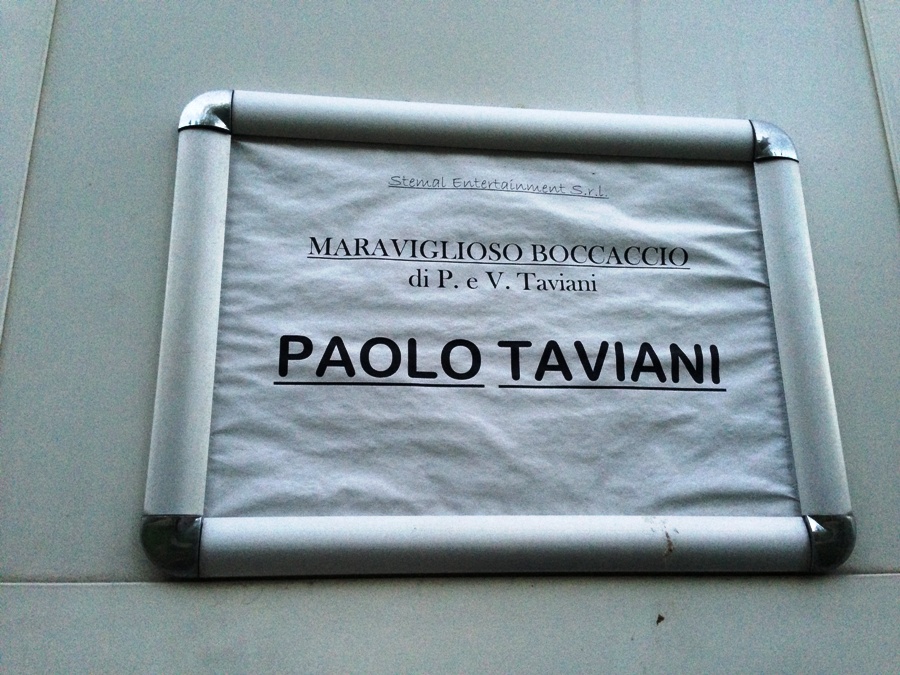 Stemal Entertainment S.r.l.
MARAVIGLIOSO BOCCACCIO
di P. e V. Taviani
PAOLO TAVIANI